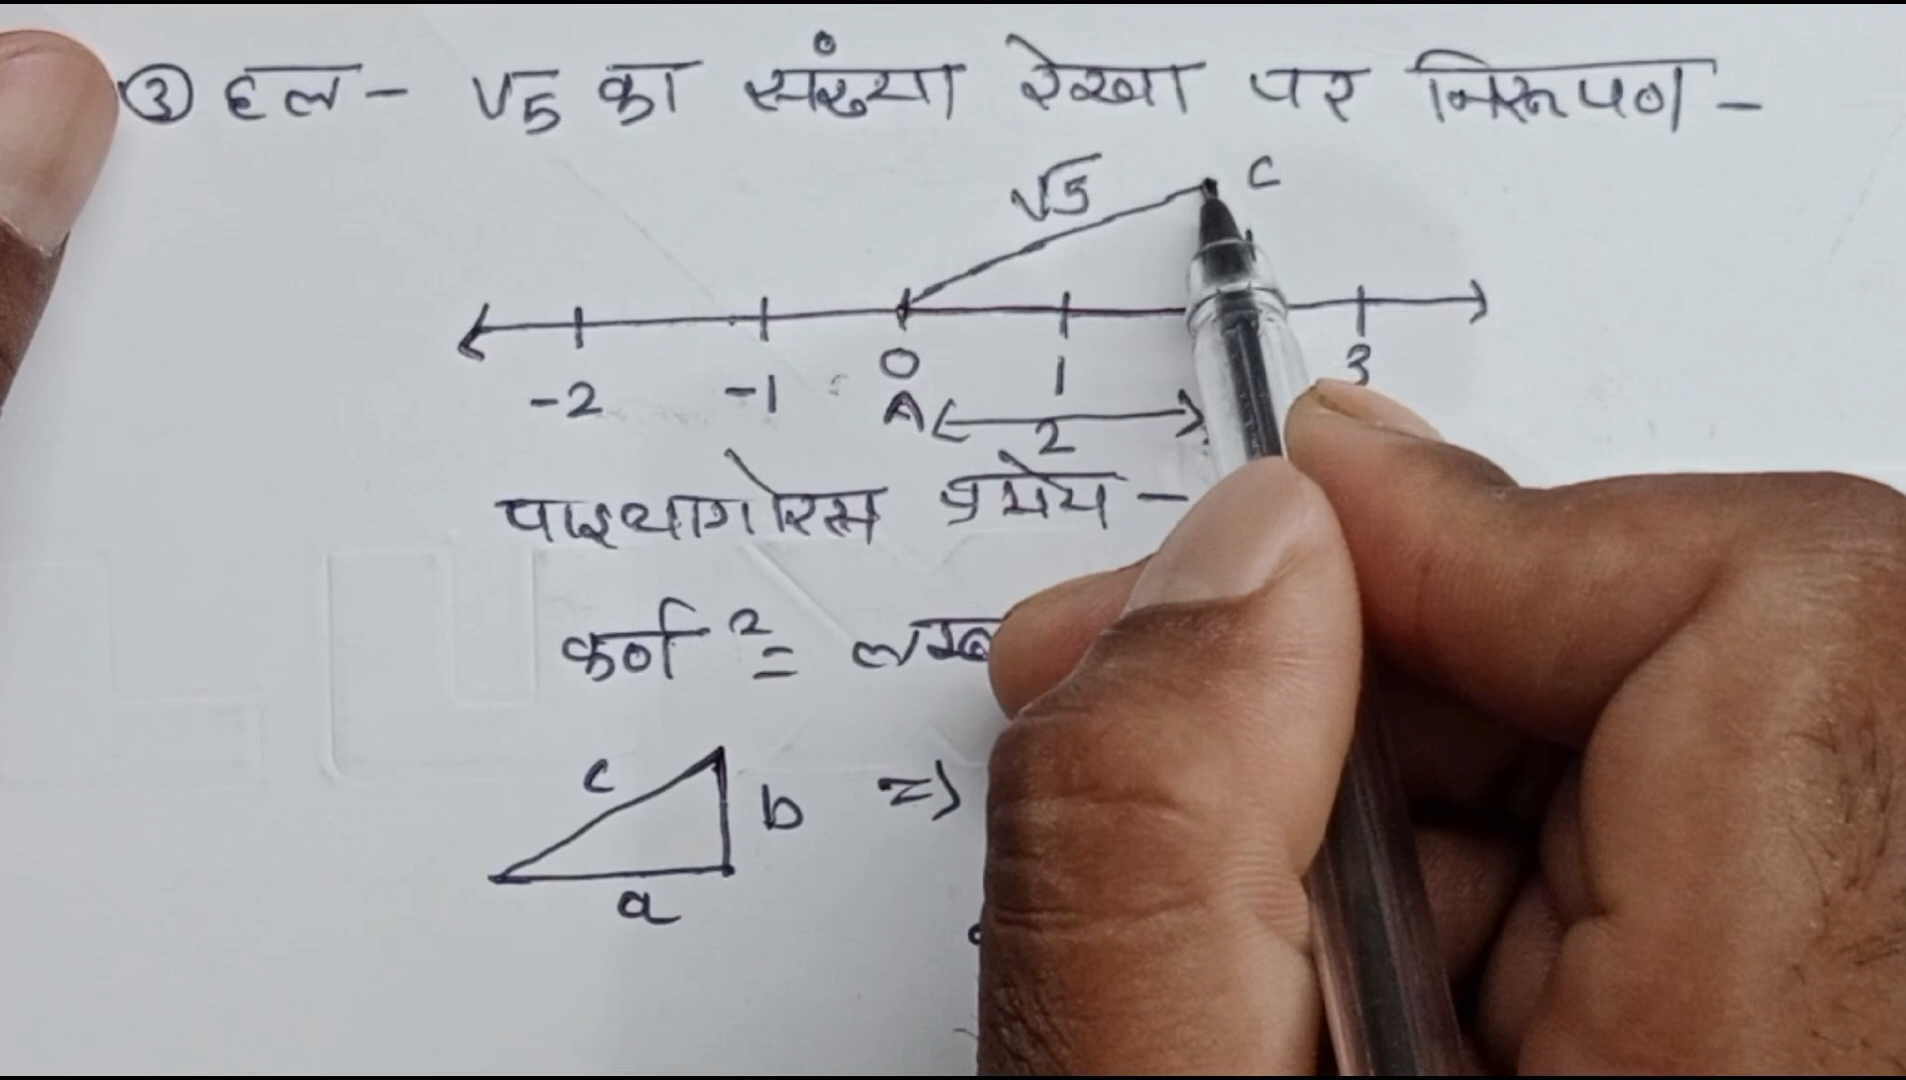 ③ हल - √5 का संख्या रेखा पर निरूपण -
√5 C
-2 -1 0 1 3
A 2
पाइथागोरस प्रमेय -
कर्ण² =
c b =>
a